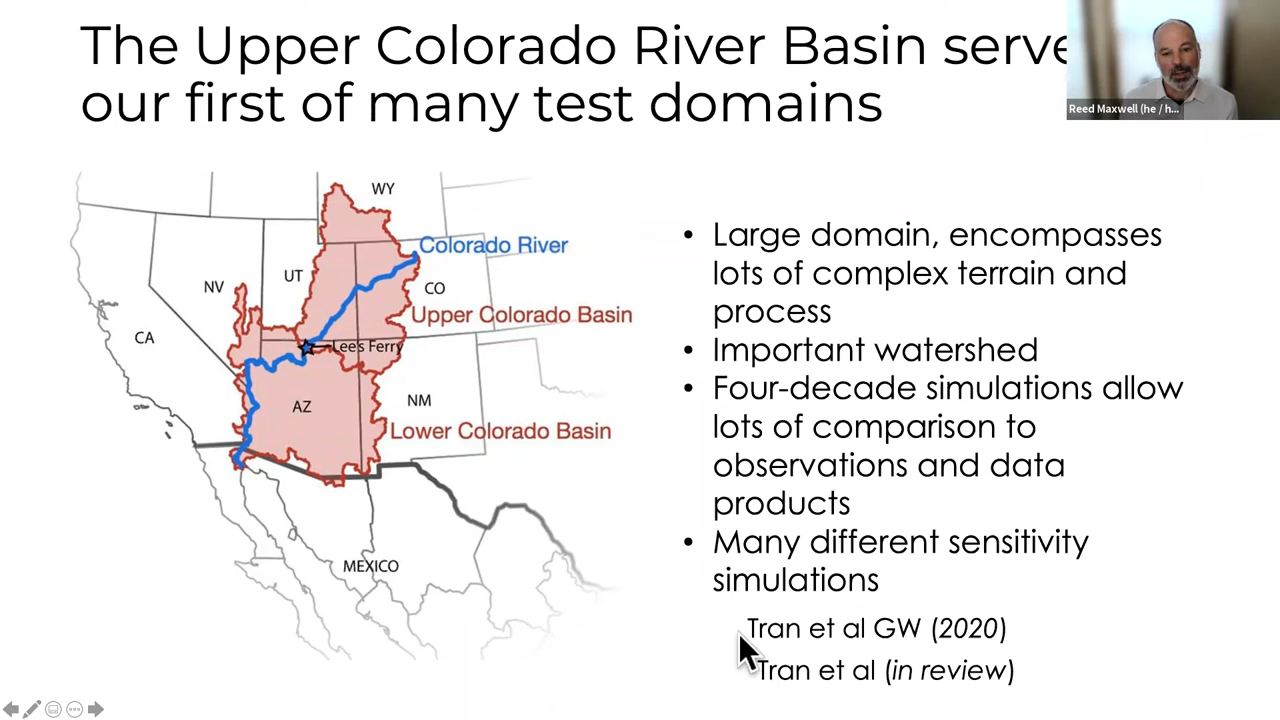 The Upper Colorado River Basin serve
our first of many test domains
Reed Maxwell (he / h...
WY
Colorado River
UT
NV
CO
Upper Colorado Basin
CA
Lee's Ferry
AZ
NM
Lower Colorado Basin
MEXICO
• Large domain, encompasses
lots of complex terrain and
process
• Important watershed
• Four-decade simulations allow
lots of comparison to
observations and data
products
• Many different sensitivity
simulations
Tran et al GW (2020)
Tran et al (in review)